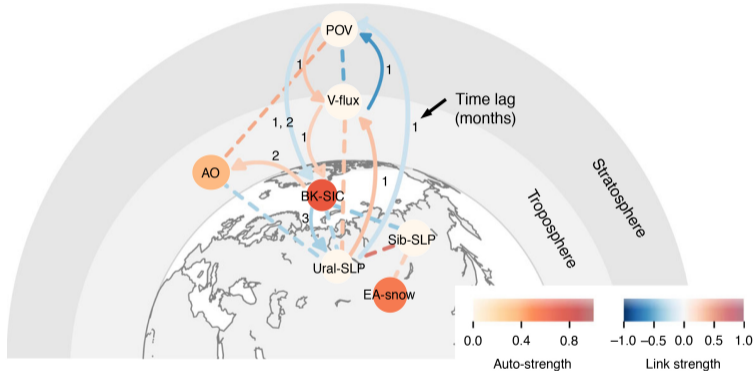 POV
1
1
V-flux
Time lag
(months)
1, 2
1
1
2
AO
1
BK-SIC
3
Sib-SLP
Ural-SLP
EA-snow
Stratosphere
Troposphere
0.0 0.4 0.8
Auto-strength
−1.0 −0.5 0.0 0.5 1.0
Link strength